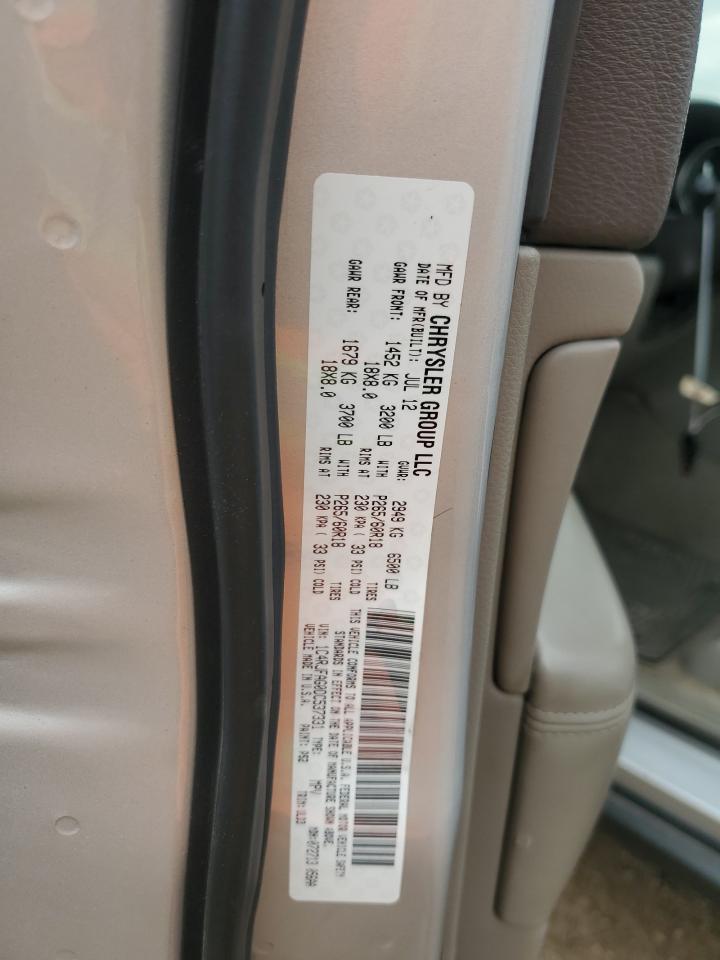 MFD BY CHRYSLER GROUP LLC
DATE OF MFR(BUILT): JUL 12 GVWR: 2949 KG 6500 LB
GAWR FRONT: 1452 KG 3200 LB WITH P265/60R18 TIRES
18X8.0 RIMS AT 230 KPA ( 33 PSI) COLD
GAWR REAR: 1679 KG 3700 LB WITH P265/60R18 TIRES
18X8.0 RIMS AT 230 KPA ( 33 PSI) COLD
THIS VEHICLE CONFORMS TO ALL APPLICABLE U.S.A. FEDERAL MOTOR VEHICLE SAFETY
STANDARDS IN EFFECT ON THE DATE OF MANUFACTURE SHOWN ABOVE.
VIN: 1C4RJFAG0DC537331 TYPE: MPV
VEHICLE MADE IN U.S.A. PAINT: TRIM: